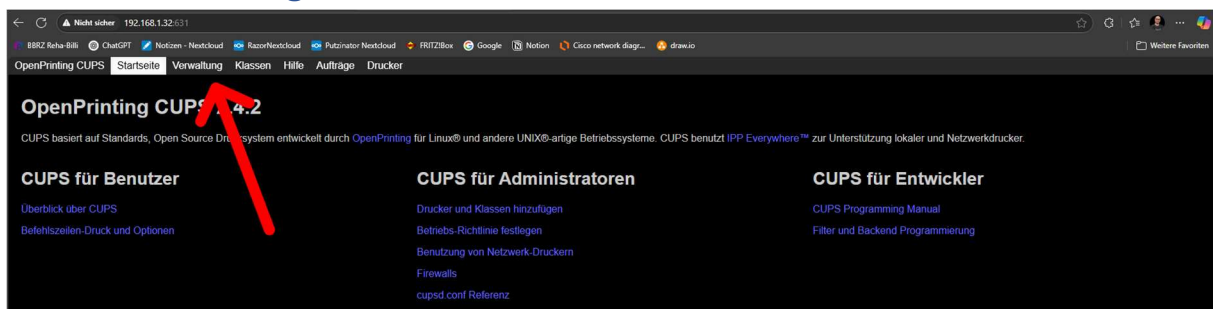 Nicht sicher 192.168.1.32:631
BBRZ Reha-Billi ChatGPT Notizen - Nextcloud RazorNextcloud Putzinator Nextcloud FRITZ!Box Google Notion Cisco network diagr... draw.io Weitere Favoriten
OpenPrinting CUPS Startseite Verwaltung Klassen Hilfe Aufträge Drucker
OpenPrinting CUPS 2.4.2
CUPS basiert auf Standards, Open Source entwickelt durch OpenPrinting für Linux® und andere UNIX®-artige Betriebssysteme. CUPS benutzt IPP Everywhere™ zur Unterstützung lokaler und Netzwerkdrucker.
CUPS für Benutzer
Überblick über CUPS
Befehlszeilen-Druck und Optionen
CUPS für Administratoren
Drucker und Klassen hinzufügen
Betriebs-Richtlinie festlegen
Benutzung von Netzwerk-Druckern
Firewalls
cupsd.conf Referenz
CUPS für Entwickler
CUPS Programming Manual
Filter und Backend Programmierung